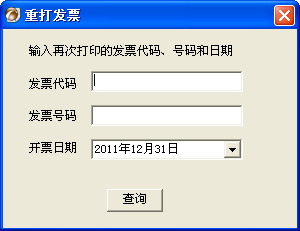 重打发票
输入再次打印的发票代码、号码和日期
发票代码
发票号码
开票日期 2011年12月31日
查询